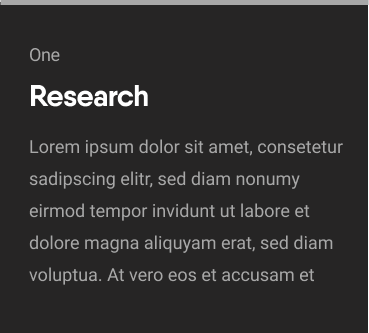 One
Research
Lorem ipsum dolor sit amet, consetetur
sadipscing elitr, sed diam nonumy
eirmod tempor invidunt ut labore et
dolore magna aliquyam erat, sed diam
voluptua. At vero eos et accusam et